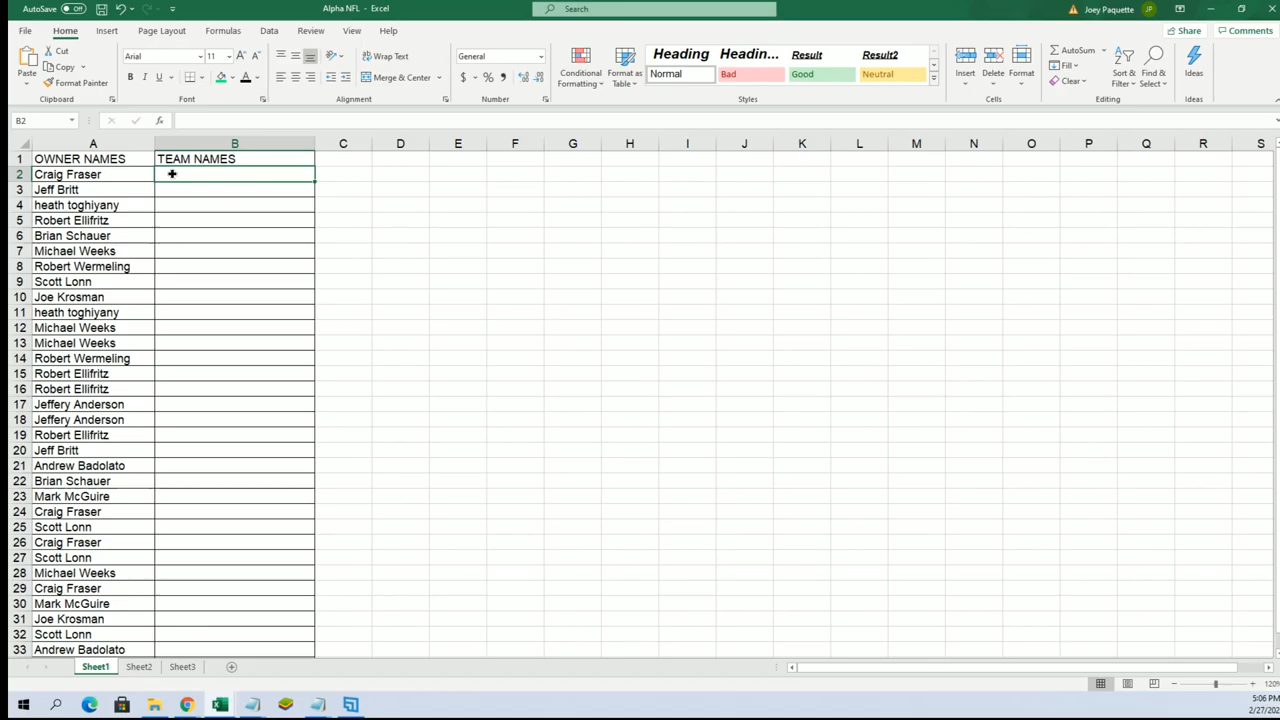 AutoSave Off
Alpha NFL - Excel
Search
Joey Paquette JP
File Home Insert Page Layout Formulas Data Review View Help
Share Comments
Paste Cut Copy Format Painter
Clipboard
Arial 11
B I U
Font
Wrap Text
Merge & Center
Alignment
General
$ % 9
Number
Conditional Formatting
Format as Table
Heading Headin... Result Result2
Normal Bad Good Neutral
Styles
Insert Delete Format
Cells
AutoSum
Fill
Clear
Sort & Filter
Find & Select
Editing
Ideas
Ideas
B2 fx
A B C D E F G H I J K L M N O P Q R S
1 OWNER NAMES TEAM NAMES
2 Craig Fraser
3 Jeff Britt
4 heath toghiyany
5 Robert Ellifritz
6 Brian Schauer
7 Michael Weeks
8 Robert Wermeling
9 Scott Lonn
10 Joe Krosman
11 heath toghiyany
12 Michael Weeks
13 Michael Weeks
14 Robert Wermeling
15 Robert Ellifritz
16 Robert Ellifritz
17 Jeffery Anderson
18 Jeffery Anderson
19 Robert Ellifritz
20 Jeff Britt
21 Andrew Badolato
22 Brian Schauer
23 Mark McGuire
24 Craig Fraser
25 Scott Lonn
26 Craig Fraser
27 Scott Lonn
28 Michael Weeks
29 Craig Fraser
30 Mark McGuire
31 Joe Krosman
32 Scott Lonn
33 Andrew Badolato
Sheet1 Sheet2 Sheet3
120%
5:06 PM
2/27/202